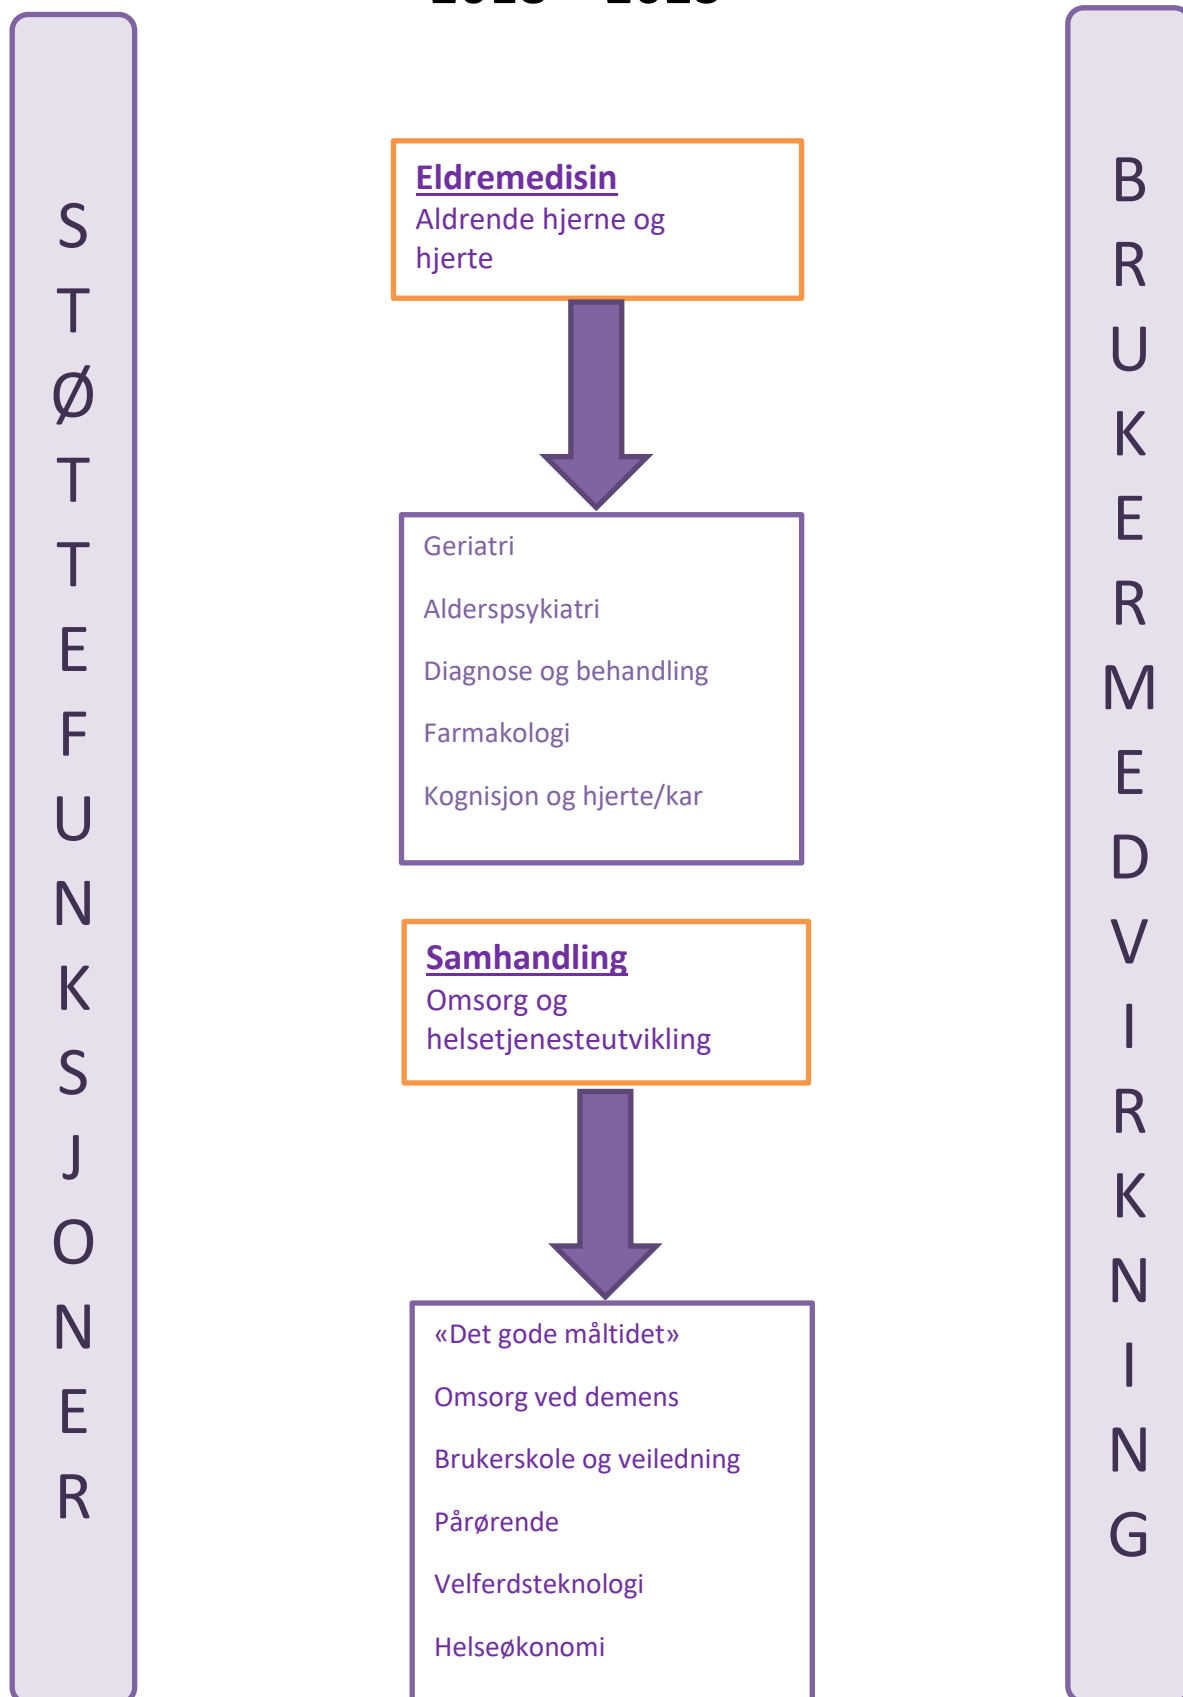 STØTTEFUNKSJONER
Eldremedisin
Aldrende hjerne og
hjerte
Geriatri
Alderspsykiatri
Diagnose og behandling
Farmakologi
Kognisjon og hjerte/kar
Samhandling
Omsorg og
helsetjenesteutvikling
«Det gode måltidet»
Omsorg ved demens
Brukerskole og veiledning
Pårørende
Velferdsteknologi
Helseøkonomi
BRUKERMEDVIRKNING